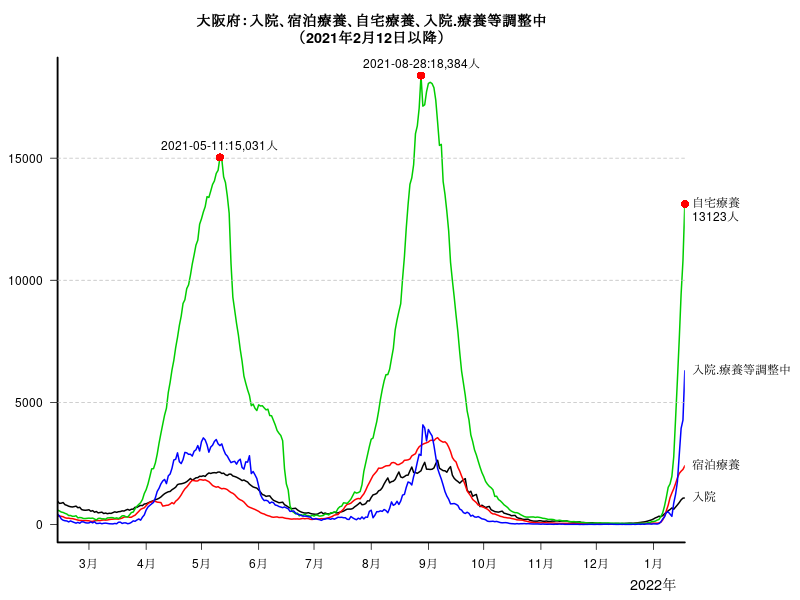 大阪府：入院、宿泊療養、自宅療養、入院.療養等調整中
（2021年2月12日以降）
2021-08-28:18,384人
2021-05-11:15,031人
15000
10000
5000
0
自宅療養
13123人
入院.療養等調整中
宿泊療養
入院
3月 4月 5月 6月 7月 8月 9月 10月 11月 12月 1月
2022年